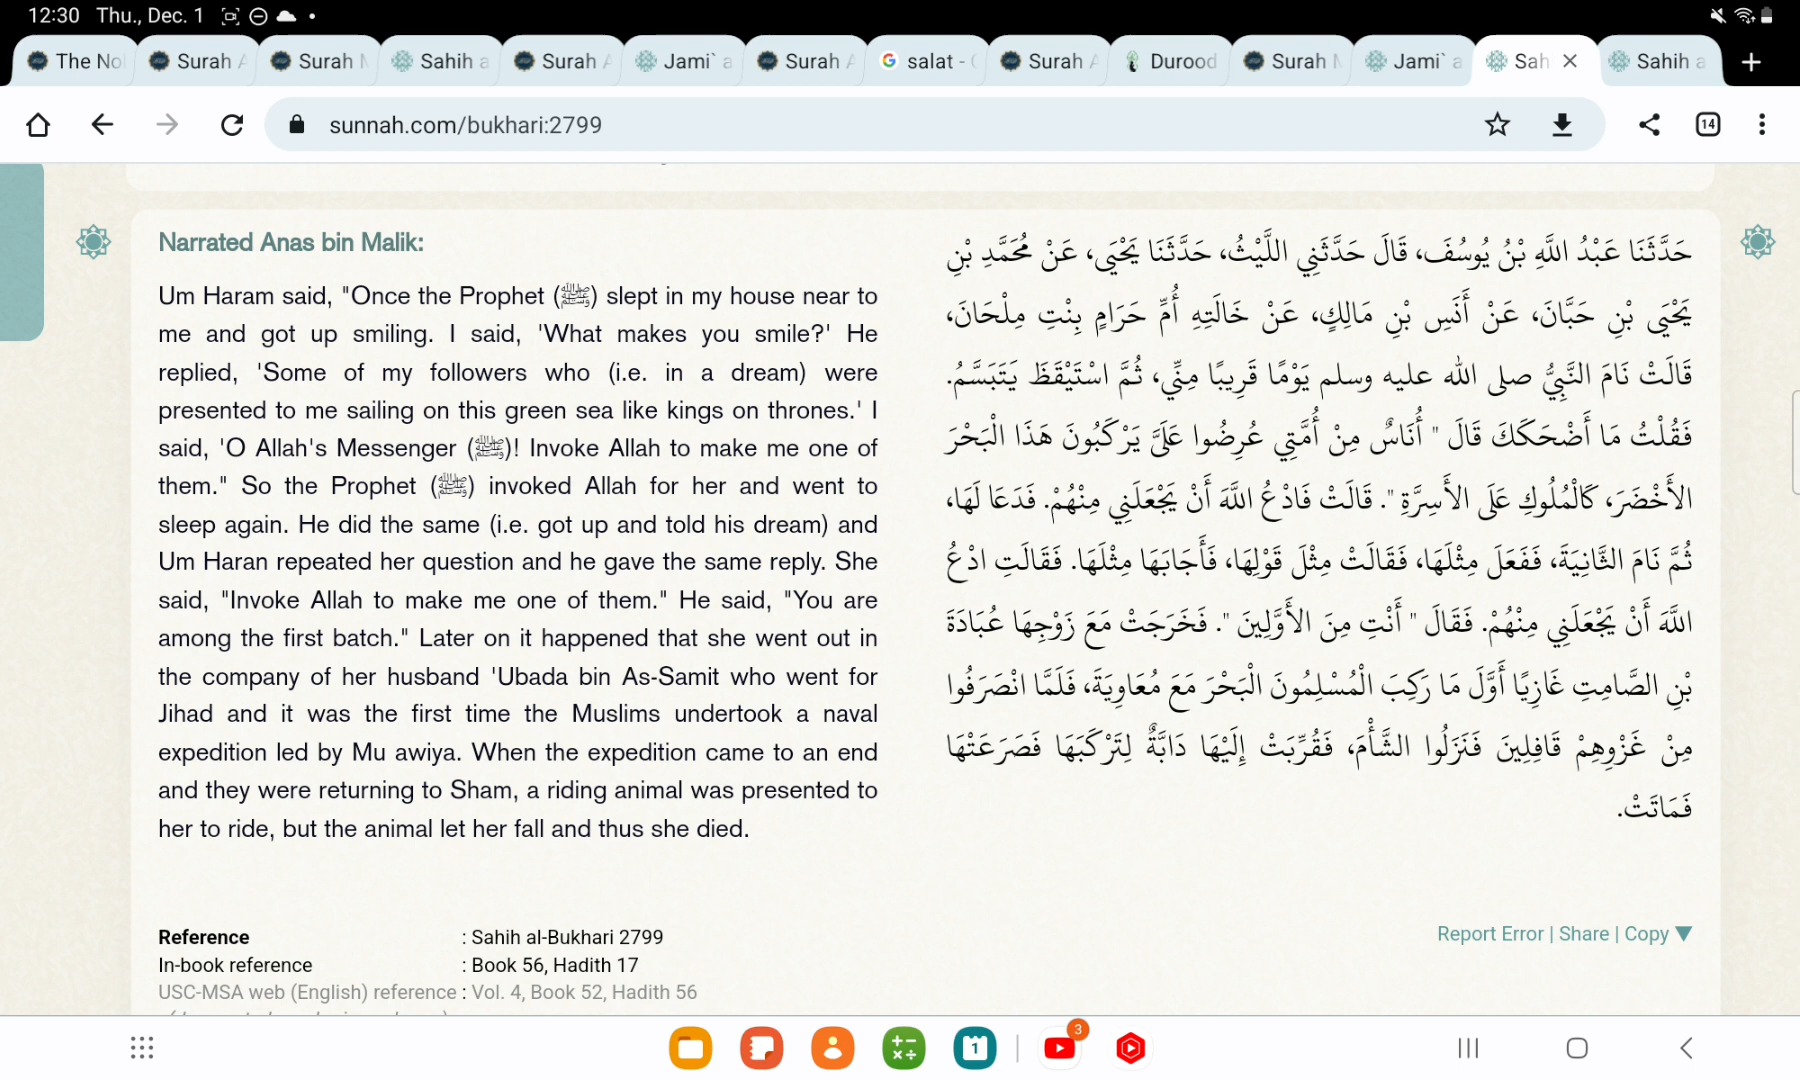 12:30 Thu., Dec. 1
The No
Surah A
Surah M
Sahih a
Surah A
Jami` a
Surah A
salat -
Surah A
Durood
Surah M
Jami` a
Sah
Sahih a
sunnah.com/bukhari:2799
14
Narrated Anas bin Malik:
Um Haram said, "Once the Prophet (ﷺ) slept in my house near to
me and got up smiling. I said, 'What makes you smile?' He
replied, 'Some of my followers who (i.e. in a dream) were
presented to me sailing on this green sea like kings on thrones.' I
said, 'O Allah's Messenger (ﷺ)! Invoke Allah to make me one of
them." So the Prophet (ﷺ) invoked Allah for her and went to
sleep again. He did the same (i.e. got up and told his dream) and
Um Haran repeated her question and he gave the same reply. She
said, "Invoke Allah to make me one of them." He said, "You are
among the first batch." Later on it happened that she went out in
the company of her husband 'Ubada bin As-Samit who went for
Jihad and it was the first time the Muslims undertook a naval
expedition led by Mu awiya. When the expedition came to an end
and they were returning to Sham, a riding animal was presented to
her to ride, but the animal let her fall and thus she died.
حَدَّثَنَا عَبْدُ اللَّهِ بْنُ يُوسُفَ، قَالَ حَدَّثَنِي اللَّيْثُ، حَدَّثَنَا يَحْيَى، عَنْ مُحَمَّدِ بْنِ
يَحْيَى بْنِ حَبَّانَ، عَنْ أَنَسِ بْنِ مَالِكٍ، عَنْ خَالَتِهِ أُمِّ حَرَامٍ بِنْتِ مِلْحَانَ،
قَالَتْ نَامَ النَّبِيُّ صلى الله عليه وسلم يَوْمًا قَرِيبًا مِنِّي، ثُمَّ اسْتَيْقَظَ يَتَبَسَّمُ.
فَقُلْتُ مَا أَضْحَكَكَ قَالَ " أُنَاسٌ مِنْ أُمَّتِي عُرِضُوا عَلَىَّ يَرْكَبُونَ هَذَا الْبَحْرَ
الأَخْضَرَ، كَالْمُلُوكِ عَلَى الأَسِرَّةِ ". قَالَتْ فَادْعُ اللَّهَ أَنْ يَجْعَلَنِي مِنْهُمْ. فَدَعَا لَهَا،
ثُمَّ نَامَ الثَّانِيَةَ، فَفَعَلَ مِثْلَهَا، فَقَالَتْ مِثْلَ قَوْلِهَا، فَأَجَابَهَا مِثْلَهَا. فَقَالَتِ ادْعُ
اللَّهَ أَنْ يَجْعَلَنِي مِنْهُمْ. فَقَالَ " أَنْتِ مِنَ الأَوَّلِينَ ". فَخَرَجَتْ مَعَ زَوْجِهَا عُبَادَةَ
بْنِ الصَّامِتِ غَازِيًا أَوَّلَ مَا رَكِبَ الْمُسْلِمُونَ الْبَحْرَ مَعَ مُعَاوِيَةَ، فَلَمَّا انْصَرَفُوا
مِنْ غَزْوِهِمْ قَافِلِينَ فَنَزَلُوا الشَّأْمَ، فَقُرِّبَتْ إِلَيْهَا دَابَّةٌ لِتَرْكَبَهَا فَصَرَعَتْهَا
فَمَاتَتْ.
Reference : Sahih al-Bukhari 2799
In-book reference : Book 56, Hadith 17
USC-MSA web (English) reference : Vol. 4, Book 52, Hadith 56
Report Error | Share | Copy ▼
1
3